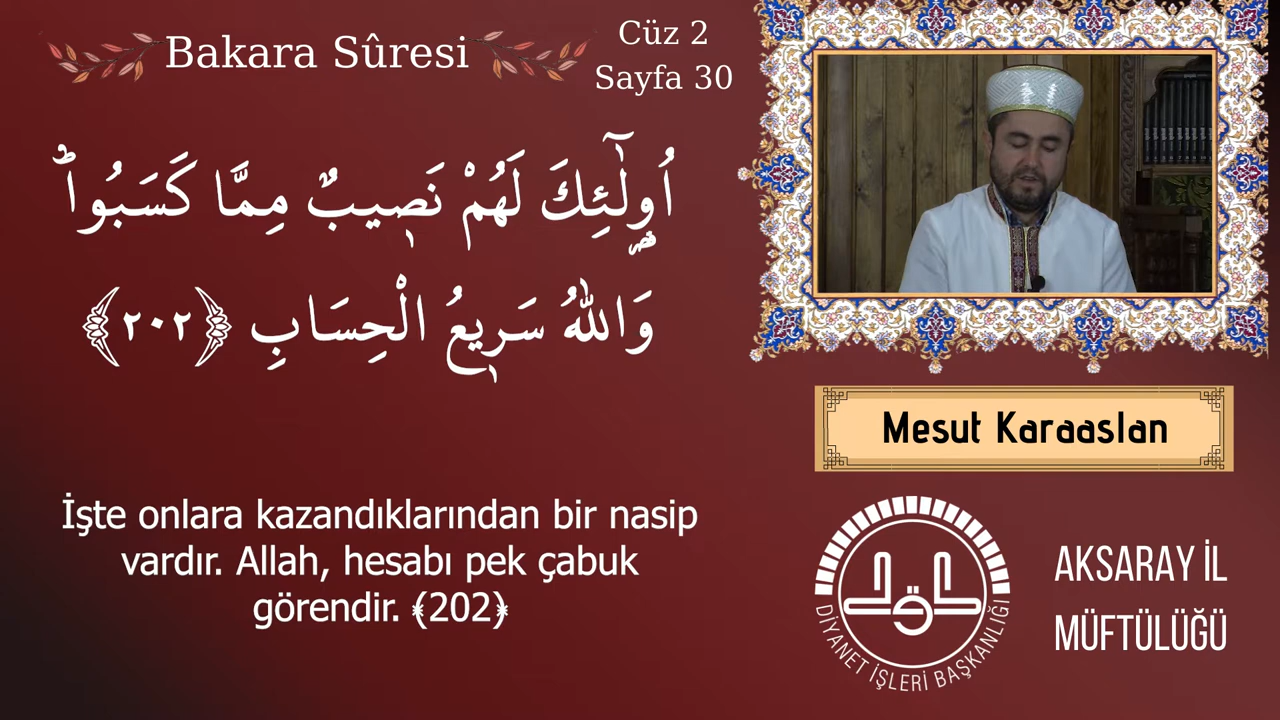 Bakara Sûresi
Cüz 2
Sayfa 30
اُو۬لٰٓئِكَ لَهُمْ نَص۪يبٌ مِمَّا كَسَبُواۜ
وَاللّٰهُ سَر۪يعُ الْحِسَابِ ﴿٢٠٢﴾
İşte onlara kazandıklarından bir nasip
vardır. Allah, hesabı pek çabuk
görendir. ﴾202﴿
Mesut Karaaslan
DİYANET İŞLERİ BAŞKANLIĞI
AKSARAY İL
MÜFTÜLÜĞÜ